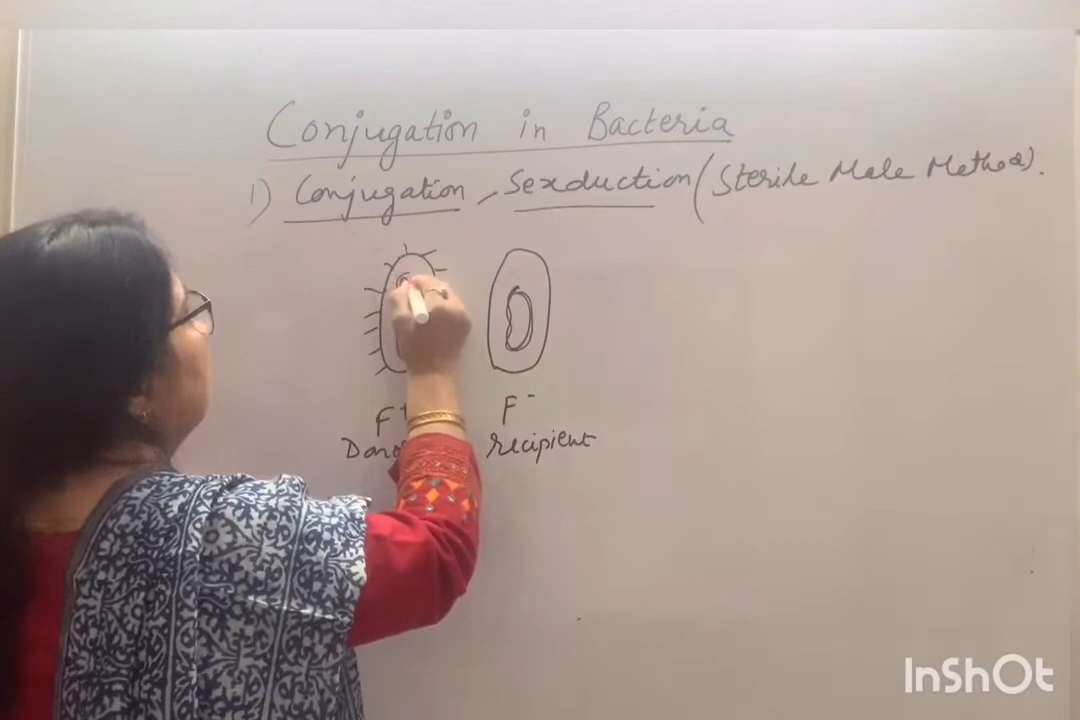 Conjugation in Bacteria
1) Conjugation, Sexduction (Sterile Male Method).
F+ F-
recipient
InShOt